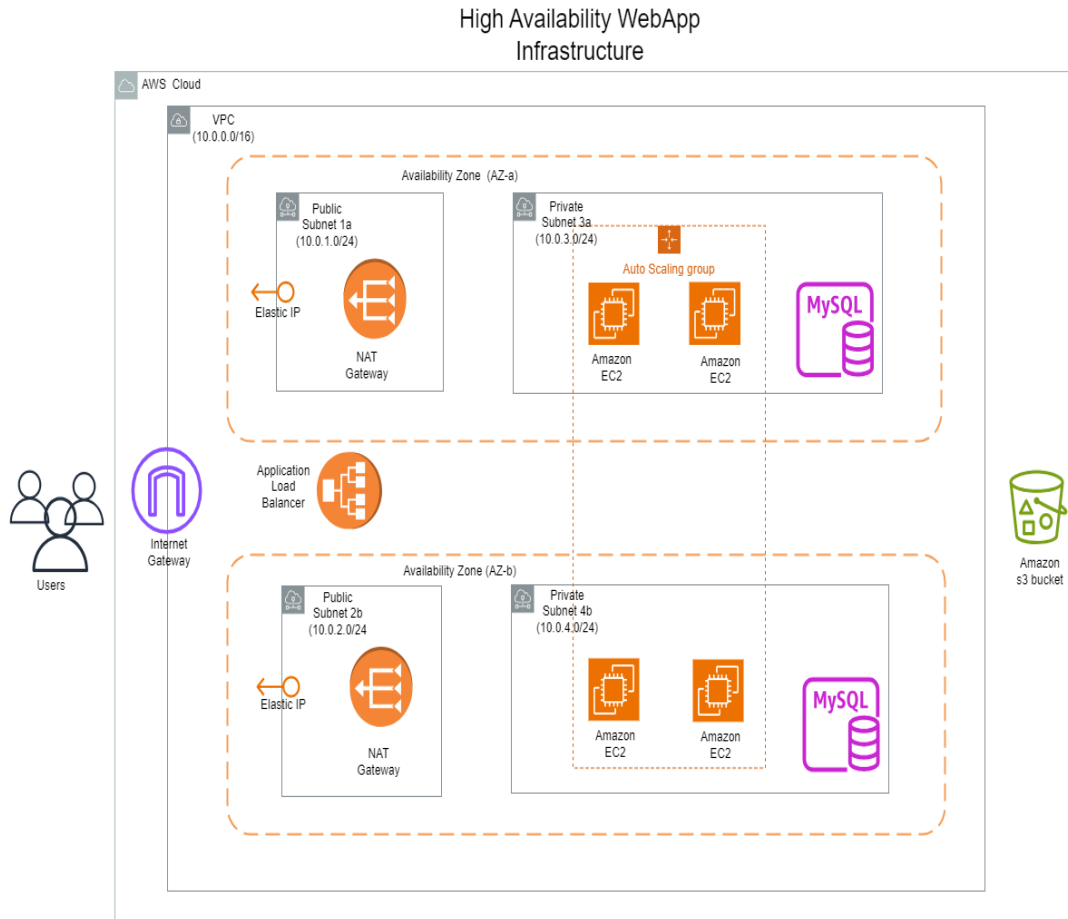 High Availability WebApp
Infrastructure
AWS Cloud
VPC
(10.0.0.0/16)
Availability Zone (AZ-a)
Public
Subnet 1a
(10.0.1.0/24)
Private
Subnet 3a
(10.0.3.0/24)
Auto Scaling group
Elastic IP
NAT
Gateway
Amazon
EC2
Amazon
EC2
MySQL
Application
Load
Balancer
Internet
Gateway
Users
Amazon
s3 bucket
Availability Zone (AZ-b)
Public
Subnet 2b
(10.0.2.0/24
Private
Subnet 4b
(10.0.4.0/24)
Elastic IP
NAT
Gateway
Amazon
EC2
Amazon
EC2
MySQL